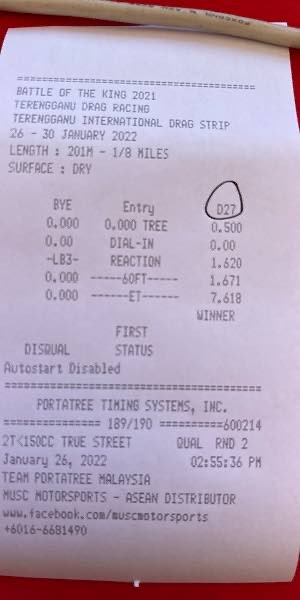 =====================================
BATTLE OF THE KING 2021
TERENGGANU DRAG RACING
TERENGGANU INTERNATIONAL DRAG STRIP
26 - 30 JANUARY 2022
LENGTH : 201M - 1/8 MILES
SURFACE : DRY
BYE Entry D27
0.000 0.000 TREE 0.500
0.00 DIAL-IN 0.00
-LB3- REACTION 1.620
0.000 -----60FT----- 1.671
0.000 ------ET------ 7.618
WINNER
FIRST
DISQUAL STATUS
Autostart Disabled
=====================================
PORTATREE TIMING SYSTEMS, INC.
=============== 189/190 ==========600214
2T<150CC TRUE STREET QUAL RND 2
January 26, 2022 02:55:36 PM
TEAM PORTATREE MALAYSIA
MUSC MOTORSPORTS - ASEAN DISTRIBUTOR
www.facebook.com/muscmotorsports
+6016-6681490